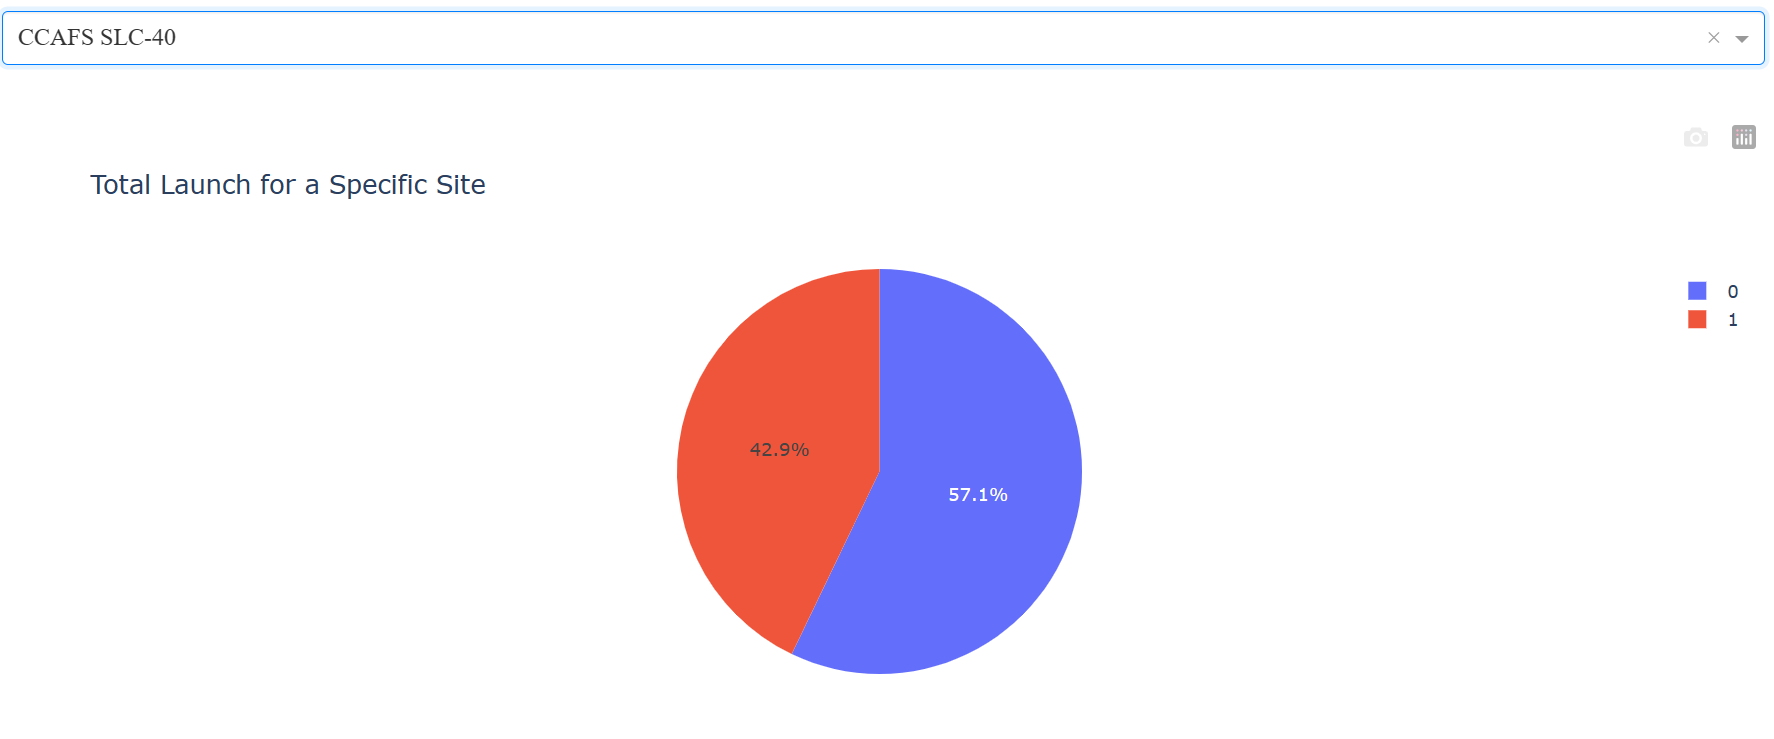 CCAFS SLC-40
Total Launch for a Specific Site
0
1
42.9%
57.1%